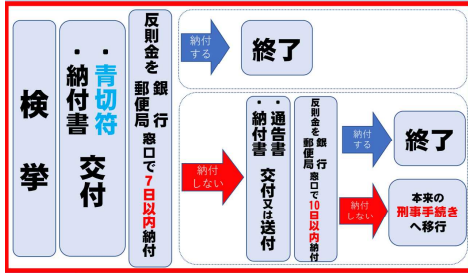 検挙
・青切符
・納付書
交付
反則金を
銀行
郵便局
窓口で7日以内納付
納付
する
終了
納付
しない
・通告書
・納付書
交付又は送付
反則金を
銀行
郵便局
窓口で10日以内納付
納付
する
終了
納付
しない
本来の
刑事手続き
へ移行